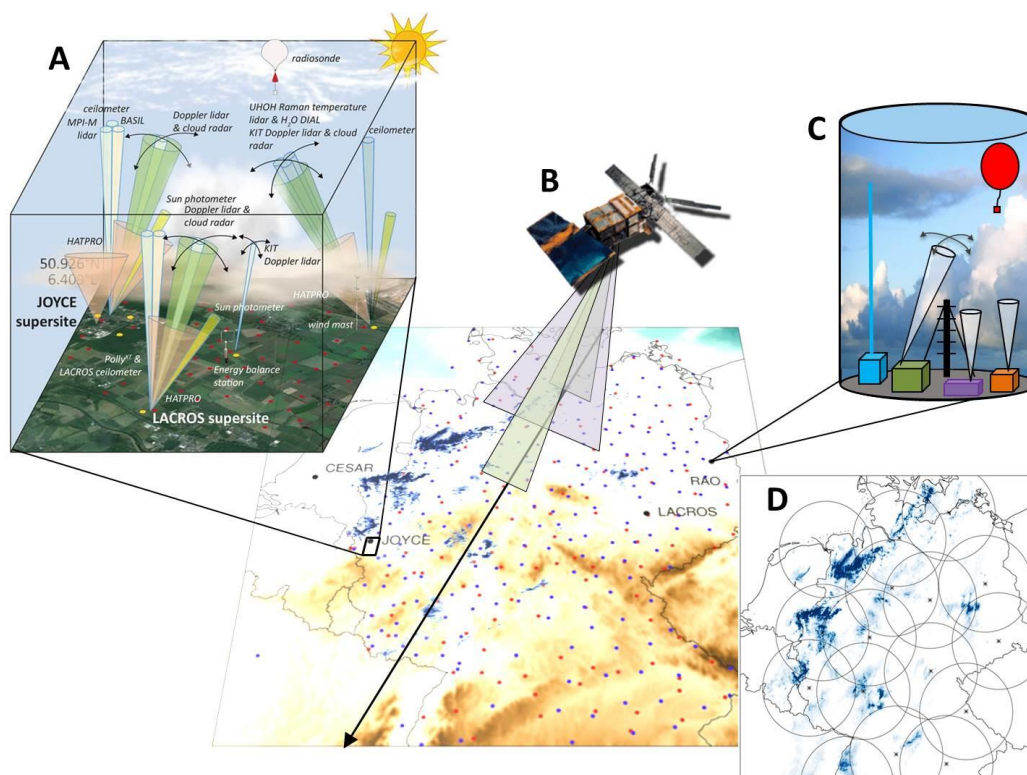 A
radiosonde
ceilometer
MPI-M
lidar
BASIL
Doppler lidar
& cloud radar
UHOH Raman temperature
lidar & H₂O DIAL
KIT Doppler lidar & cloud
radar
ceilometer
Sun photometer
Doppler lidar &
cloud radar
HATPRO
KIT
Doppler lidar
50.926°N
JOYCE
supersite
Sun photometer
HATPRO
wind mast
Polly XT &
LACROS ceilometer
Energy balance
station
HATPRO
LACROS supersite
B
C
CESAR
RAO
LACROS
JOYCE
D